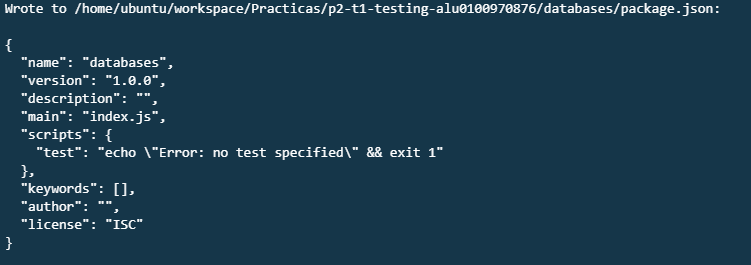 Wrote to /home/ubuntu/workspace/Practicas/p2-t1-testing-alu0100970876/databases/package.json:
{
  "name": "databases",
  "version": "1.0.0",
  "description": "",
  "main": "index.js",
  "scripts": {
    "test": "echo \"Error: no test specified\" && exit 1"
  },
  "keywords": [],
  "author": "",
  "license": "ISC"
}